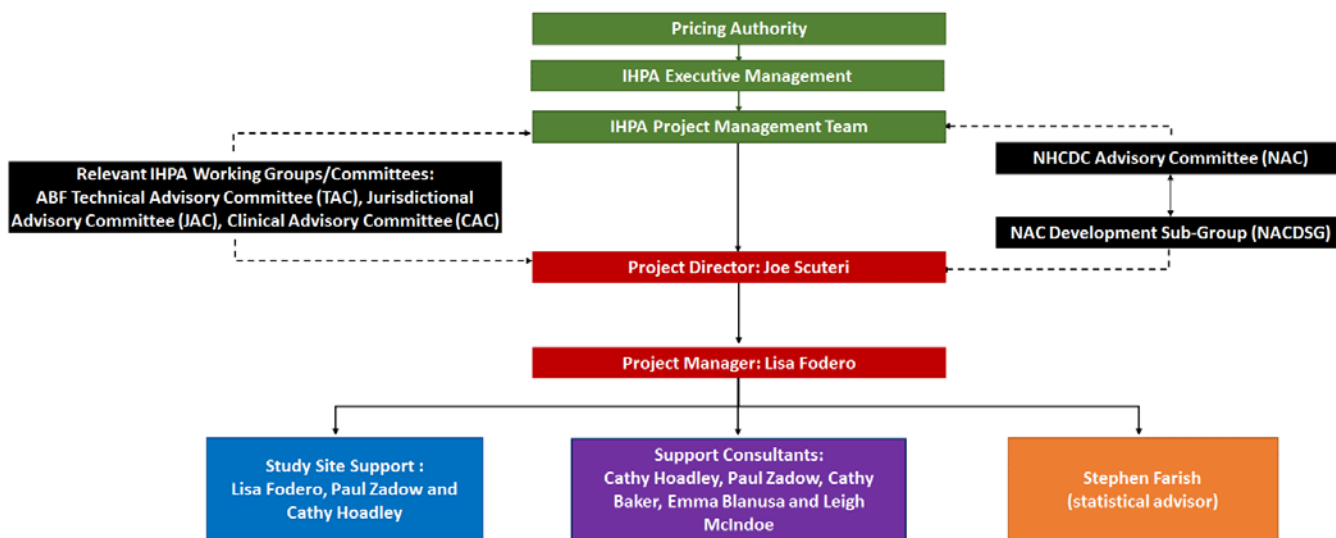 Pricing Authority
IHPA Executive Management
IHPA Project Management Team
Relevant IHPA Working Groups/Committees:
ABF Technical Advisory Committee (TAC), Jurisdictional
Advisory Committee (JAC), Clinical Advisory Committee (CAC)
NHCDC Advisory Committee (NAC)
NAC Development Sub-Group (NACDSG)
Project Director: Joe Scuteri
Project Manager: Lisa Fodero
Study Site Support :
Lisa Fodero, Paul Zadow and
Cathy Hoadley
Support Consultants:
Cathy Hoadley, Paul Zadow, Cathy
Baker, Emma Blanusa and Leigh
McIndoe
Stephen Farish
(statistical advisor)